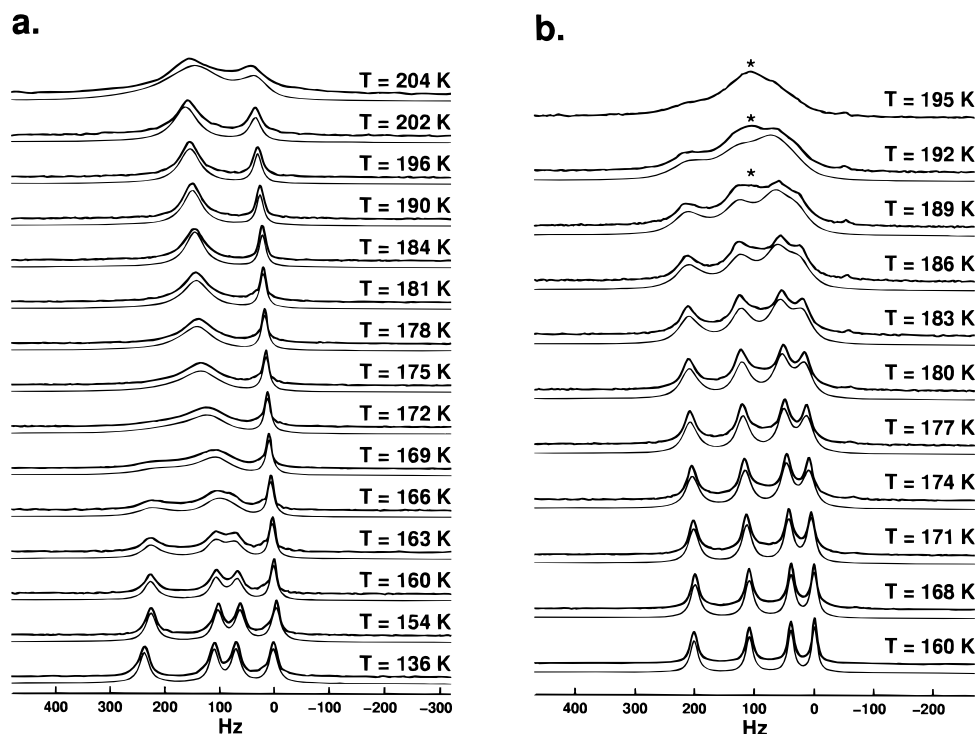 a.
T = 204 K
T = 202 K
T = 196 K
T = 190 K
T = 184 K
T = 181 K
T = 178 K
T = 175 K
T = 172 K
T = 169 K
T = 166 K
T = 163 K
T = 160 K
T = 154 K
T = 136 K
400 300 200 100 0 −100 −200 −300
Hz
b.
*
T = 195 K
*
T = 192 K
*
T = 189 K
T = 186 K
T = 183 K
T = 180 K
T = 177 K
T = 174 K
T = 171 K
T = 168 K
T = 160 K
400 300 200 100 0 −100 −200
Hz